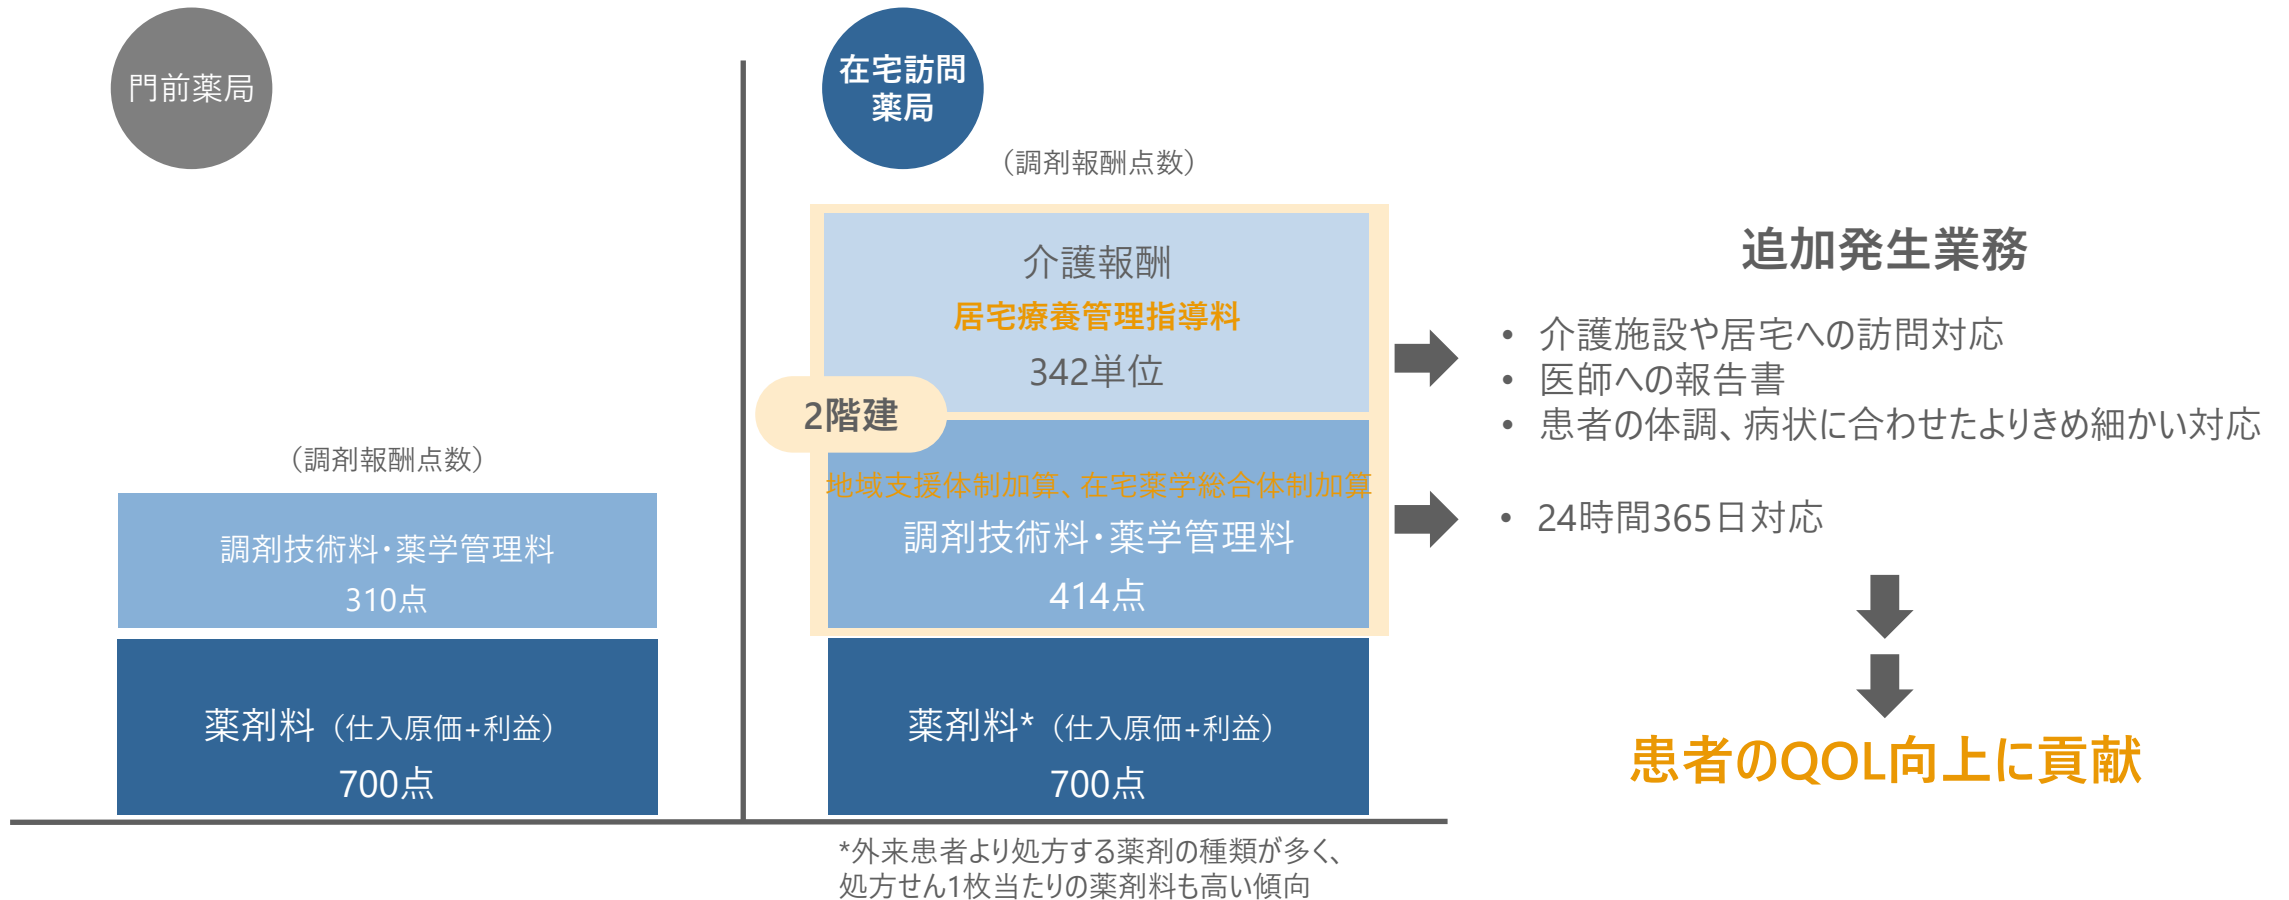 門前薬局
（調剤報酬点数）
調剤技術料・薬学管理料
310点
薬剤料（仕入原価+利益）
700点
在宅訪問
薬局
（調剤報酬点数）
介護報酬
居宅療養管理指導料
342単位
2階建
地域支援体制加算、在宅薬学総合体制加算
調剤技術料・薬学管理料
414点
薬剤料*（仕入原価+利益）
700点
*外来患者より処方する薬剤の種類が多く、
処方せん1枚当たりの薬剤料も高い傾向
追加発生業務
• 介護施設や居宅への訪問対応
• 医師への報告書
• 患者の体調、病状に合わせたよりきめ細かい対応
• 24時間365日対応
患者のQOL向上に貢献